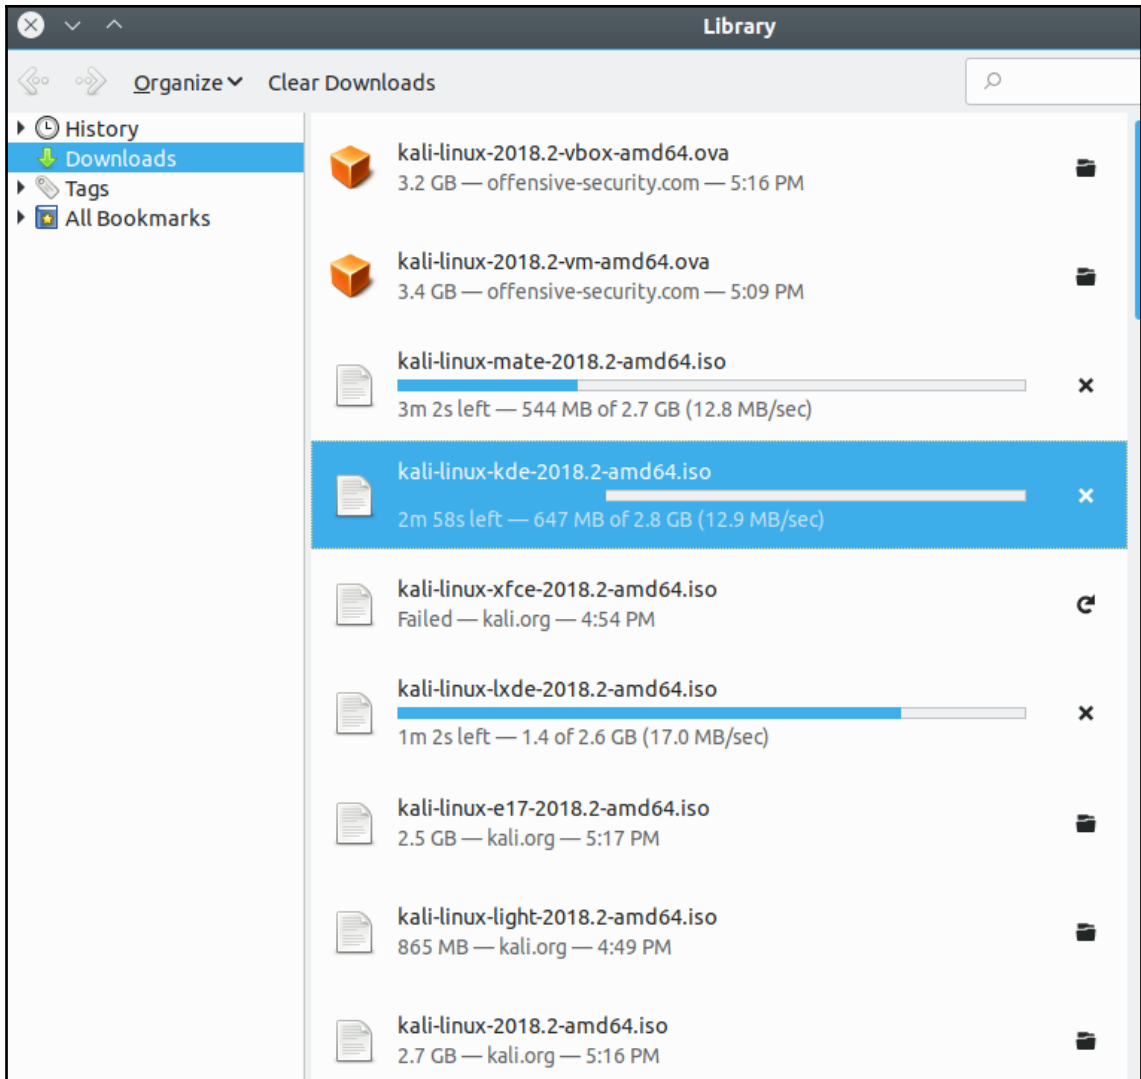 Library
Organize Clear Downloads
History
Downloads
Tags
All Bookmarks
kali-linux-2018.2-vbox-amd64.ova
3.2 GB — offensive-security.com — 5:16 PM
kali-linux-2018.2-vm-amd64.ova
3.4 GB — offensive-security.com — 5:09 PM
kali-linux-mate-2018.2-amd64.iso
3m 2s left — 544 MB of 2.7 GB (12.8 MB/sec)
kali-linux-kde-2018.2-amd64.iso
2m 58s left — 647 MB of 2.8 GB (12.9 MB/sec)
kali-linux-xfce-2018.2-amd64.iso
Failed — kali.org — 4:54 PM
kali-linux-lxde-2018.2-amd64.iso
1m 2s left — 1.4 of 2.6 GB (17.0 MB/sec)
kali-linux-e17-2018.2-amd64.iso
2.5 GB — kali.org — 5:17 PM
kali-linux-light-2018.2-amd64.iso
865 MB — kali.org — 4:49 PM
kali-linux-2018.2-amd64.iso
2.7 GB — kali.org — 5:16 PM